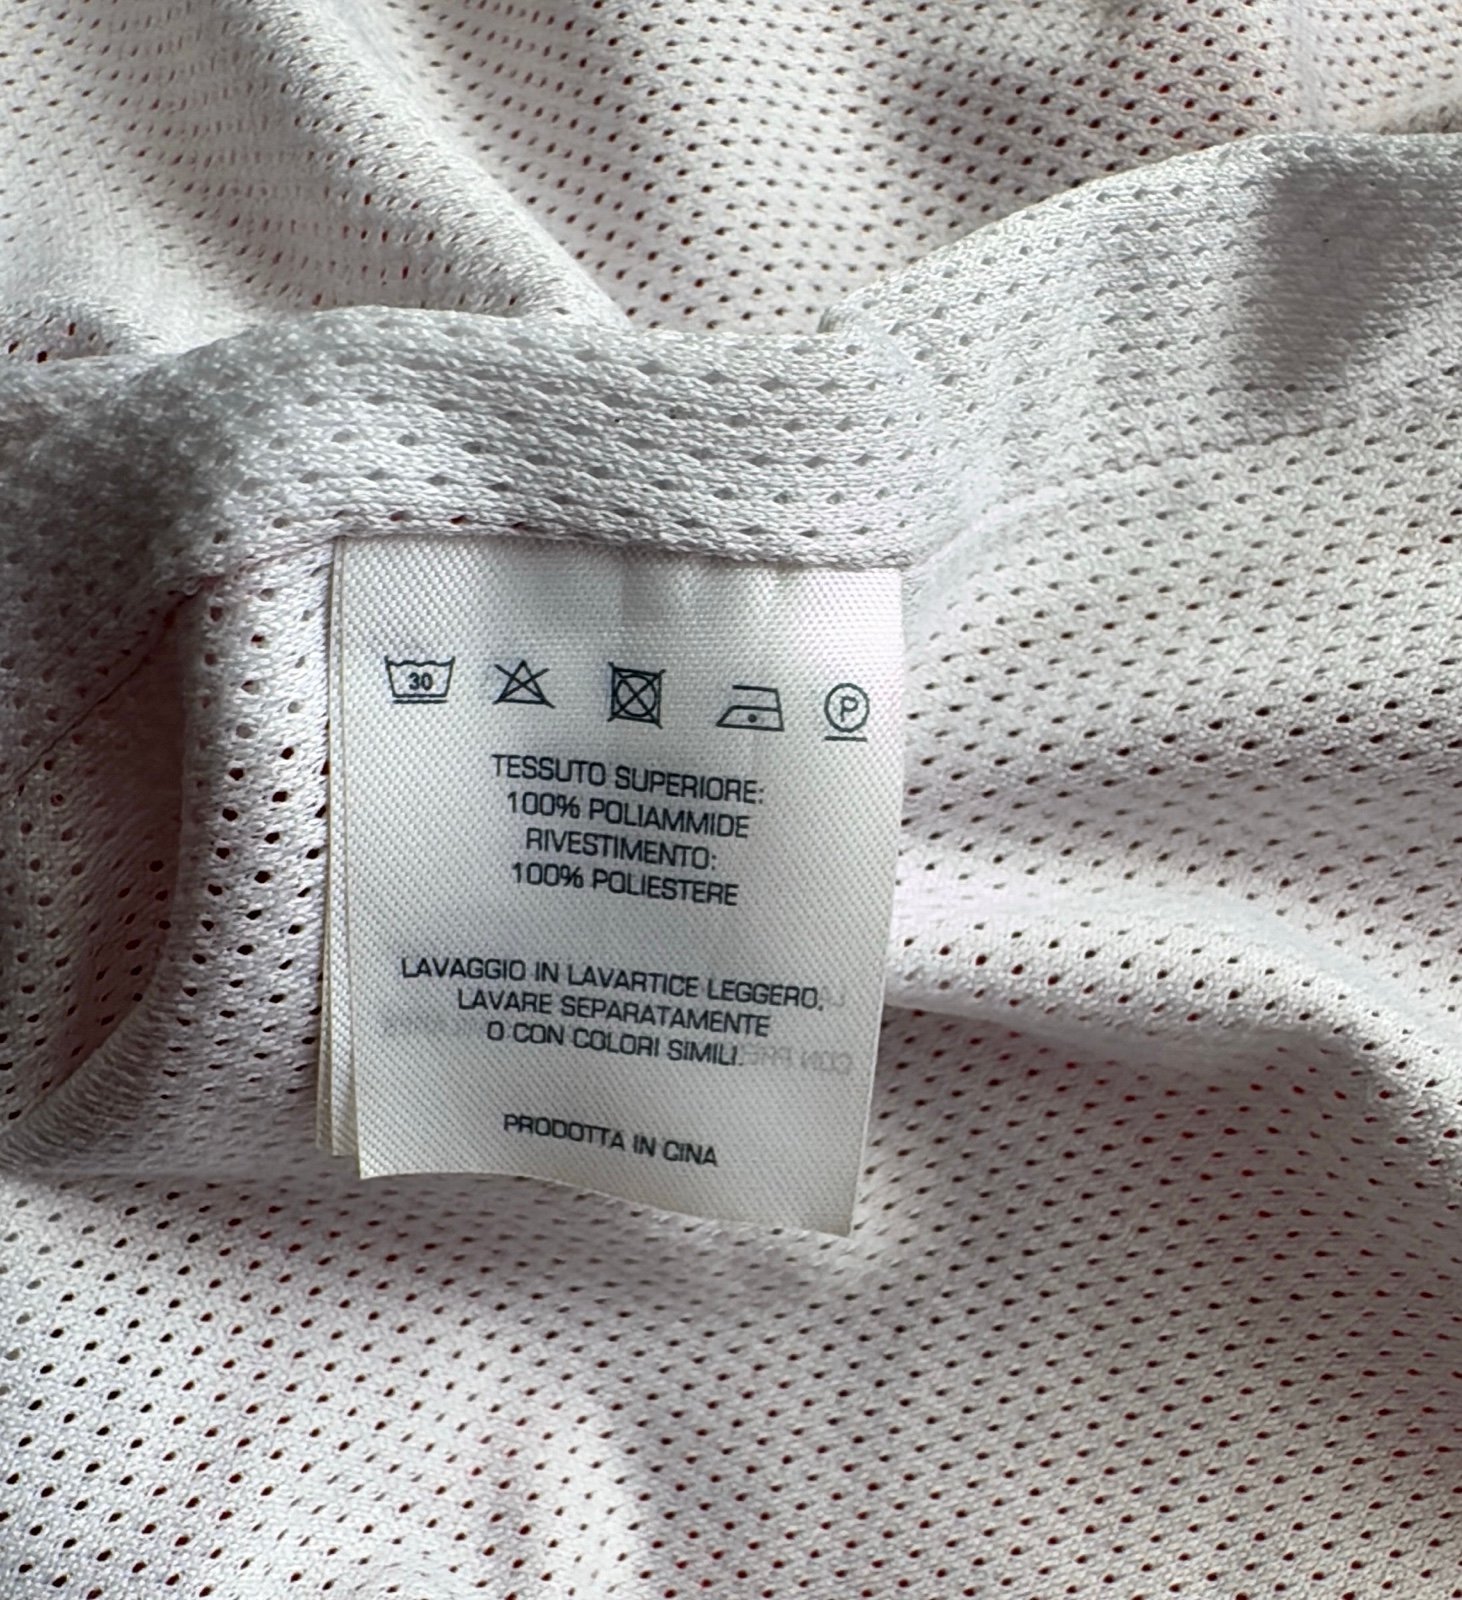 30
P
TESSUTO SUPERIORE:
100% POLIAMMIDE
RIVESTIMENTO:
100% POLIESTERE
LAVAGGIO IN LAVARTICE LEGGERO,
LAVARE SEPARATAMENTE
O CON COLORI SIMILI.
PRODOTTA IN CINA